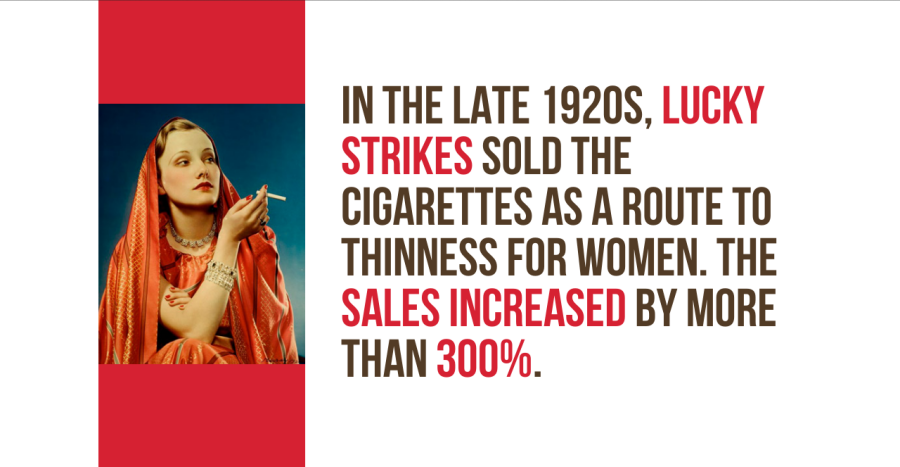 IN THE LATE 1920S, LUCKY
STRIKES SOLD THE
CIGARETTES AS A ROUTE TO
THINNESS FOR WOMEN. THE
SALES INCREASED BY MORE
THAN 300%.